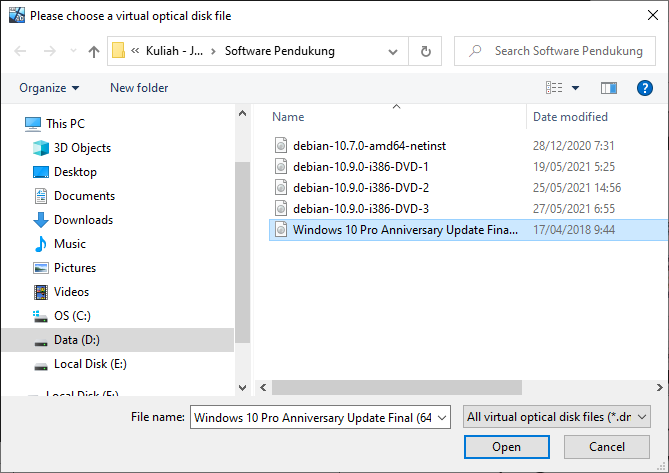 Please choose a virtual optical disk file
« Kuliah - J... › Software Pendukung
Search Software Pendukung
Organize
New folder
This PC
3D Objects
Desktop
Documents
Downloads
Music
Pictures
Videos
OS (C:)
Data (D:)
Local Disk (E:)
Local Disk (F:)
Name Date modified
debian-10.7.0-amd64-netinst 28/12/2020 7:31
debian-10.9.0-i386-DVD-1 19/05/2021 5:25
debian-10.9.0-i386-DVD-2 25/05/2021 14:56
debian-10.9.0-i386-DVD-3 27/05/2021 6:55
Windows 10 Pro Anniversary Update Fina... 17/04/2018 9:44
File name: Windows 10 Pro Anniversary Update Final (64 All virtual optical disk files (*.dm
Open Cancel